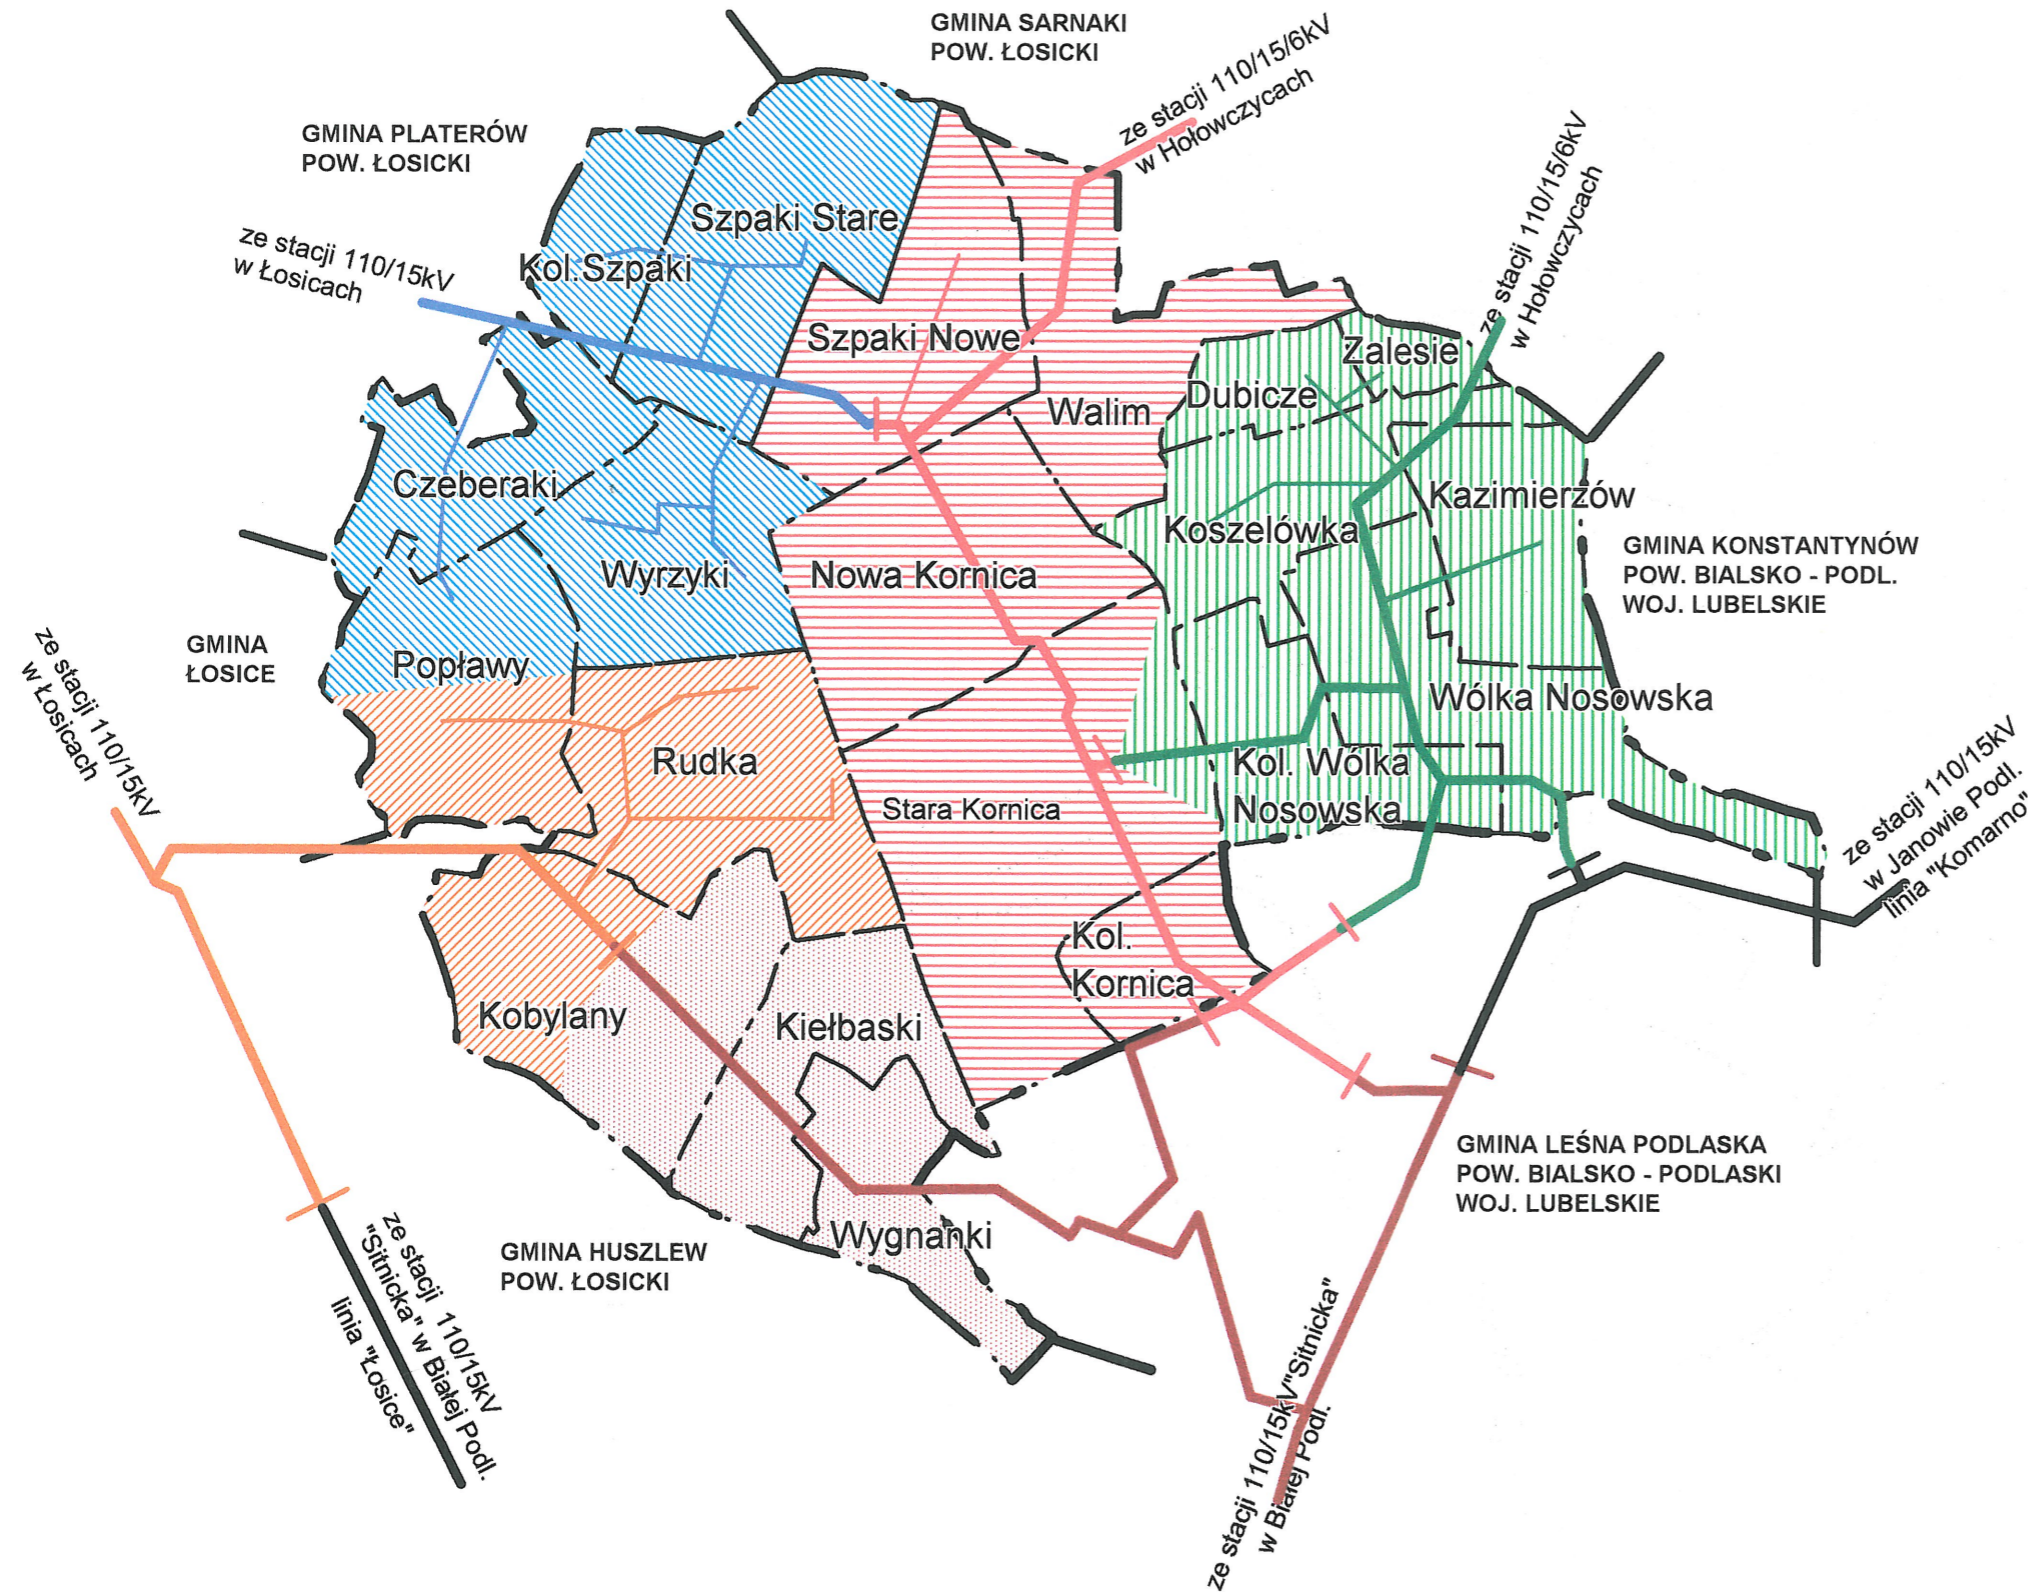 GMINA SARNAKI
POW. ŁOSICKI
ze stacji 110/15/6kV
w Hołowczycach
GMINA PLATERÓW
POW. ŁOSICKI
ze stacji 110/15/6kV
w Hołowczycach
Szpaki Stare
ze stacji 110/15kV
w Łosicach
Kol.Szpaki
Szpaki Nowe
Zalesie
Dubicze
Walim
Czeberaki
Kazimierzów
Koszelówka
GMINA KONSTANTYNÓW
POW. BIALSKO - PODL.
WOJ. LUBELSKIE
Wyrzyki
Nowa Kornica
GMINA
ŁOSICE
Popławy
ze stacji 110/15kV
w Łosicach
Wólka Nosowska
Rudka
Kol. Wólka
Nosowska
Stara Kornica
ze stacji 110/15kV
w Janowie Podl.
linia "Komarno"
Kol.
Kornica
Kobylany
Kiełbaski
GMINA LEŚNA PODLASKA
POW. BIALSKO - PODLASKI
WOJ. LUBELSKIE
Wygnanki
GMINA HUSZLEW
POW. ŁOSICKI
ze stacji 110/15kV
"Sitnicka" w Białej Podl.
linia "Łosice"
ze stacji 110/15kV"Sitnicka"
w Białej Podl.